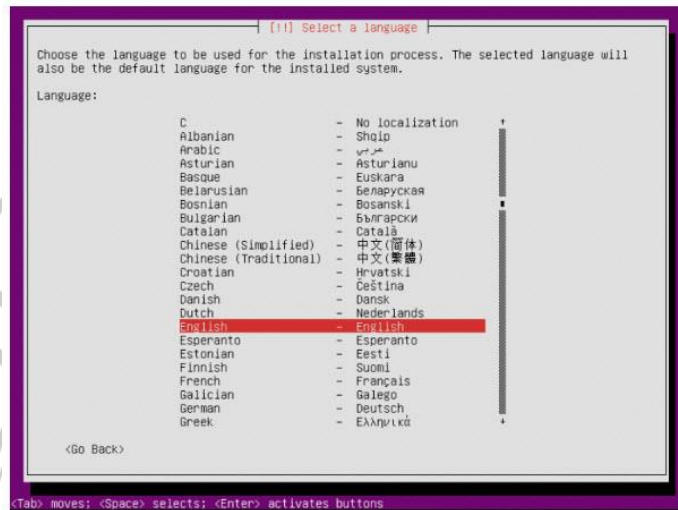 [!!] Select a language
Choose the language to be used for the installation process. The selected language will
also be the default language for the installed system.
Language:
C - No localization
Albanian - Shqip
Arabic - عربي
Asturian - Asturianu
Basque - Euskara
Belarusian - Беларуская
Bosnian - Bosanski
Bulgarian - Български
Catalan - Català
Chinese (Simplified) - 中文(简体)
Chinese (Traditional) - 中文(繁體)
Croatian - Hrvatski
Czech - Čeština
Danish - Dansk
Dutch - Nederlands
English - English
Esperanto - Esperanto
Estonian - Eesti
Finnish - Suomi
French - Français
Galician - Galego
German - Deutsch
Greek - Ελληνικά
<Go Back>
<Tab> moves; <Space> selects; <Enter> activates buttons